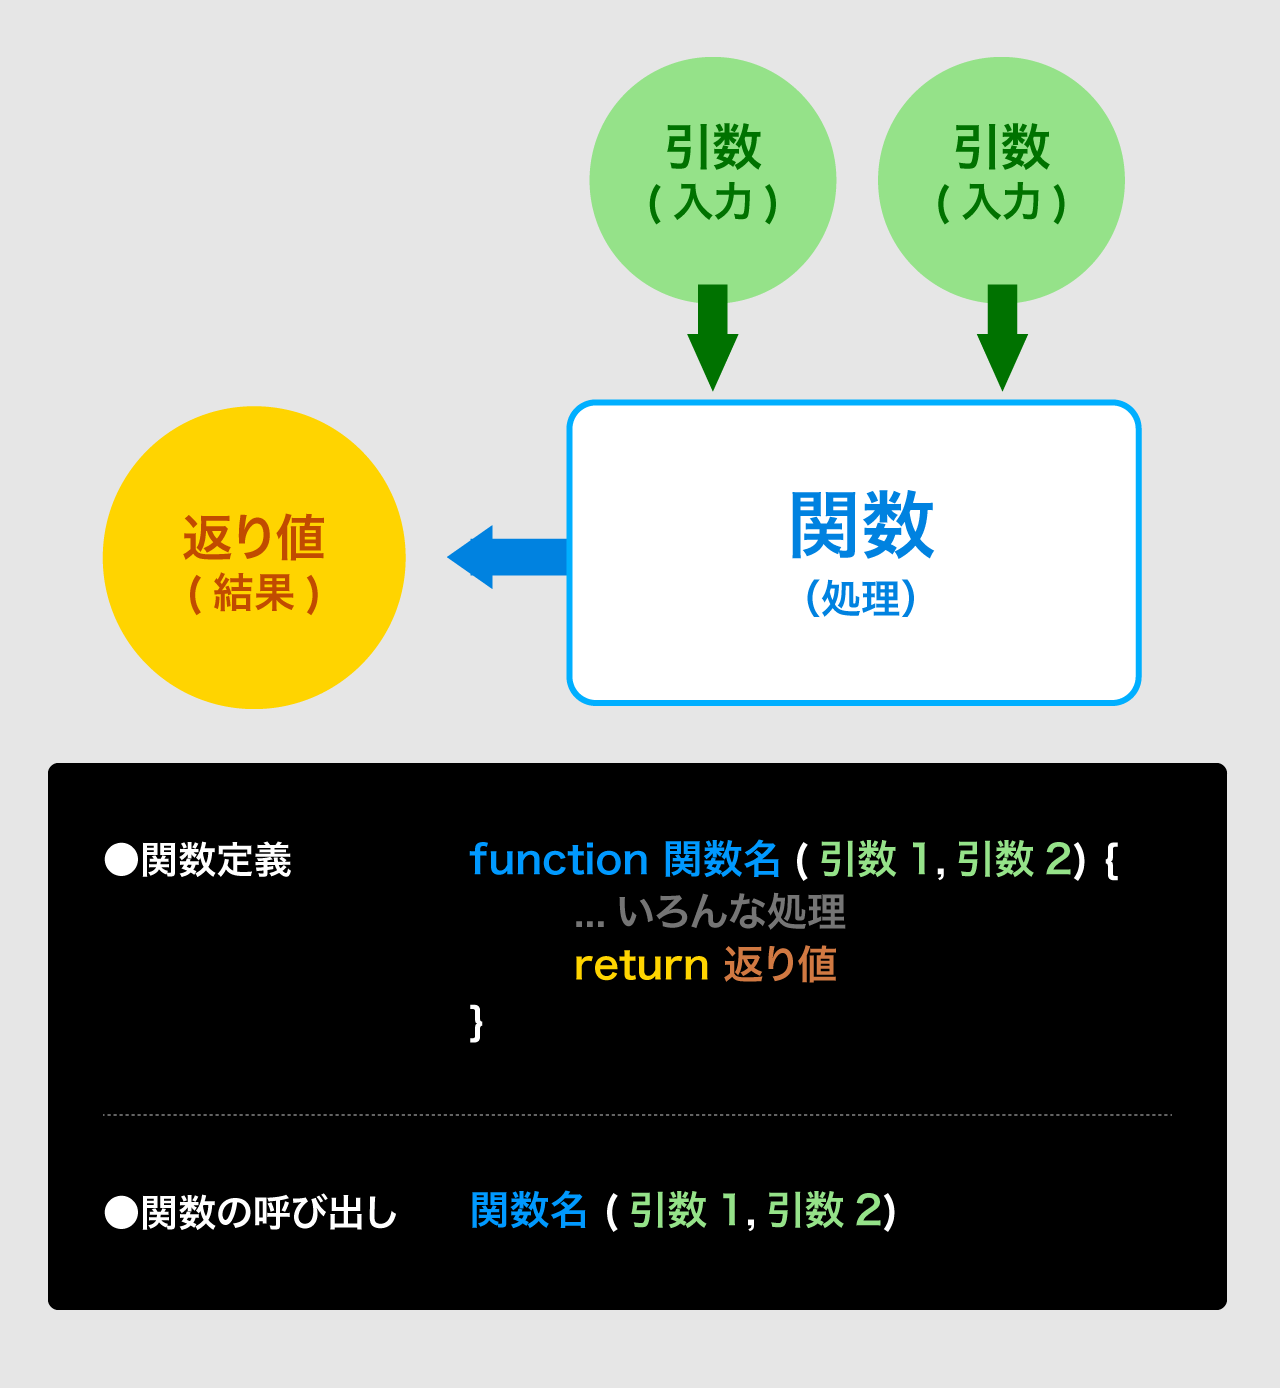 引数 引数
( 入力 ) ( 入力 )
関数
（処理）
返り値
( 結果 )
●関数定義 function 関数名 ( 引数 1, 引数 2) {
... いろんな処理
return 返り値
}
●関数の呼び出し 関数名 ( 引数 1, 引数 2)